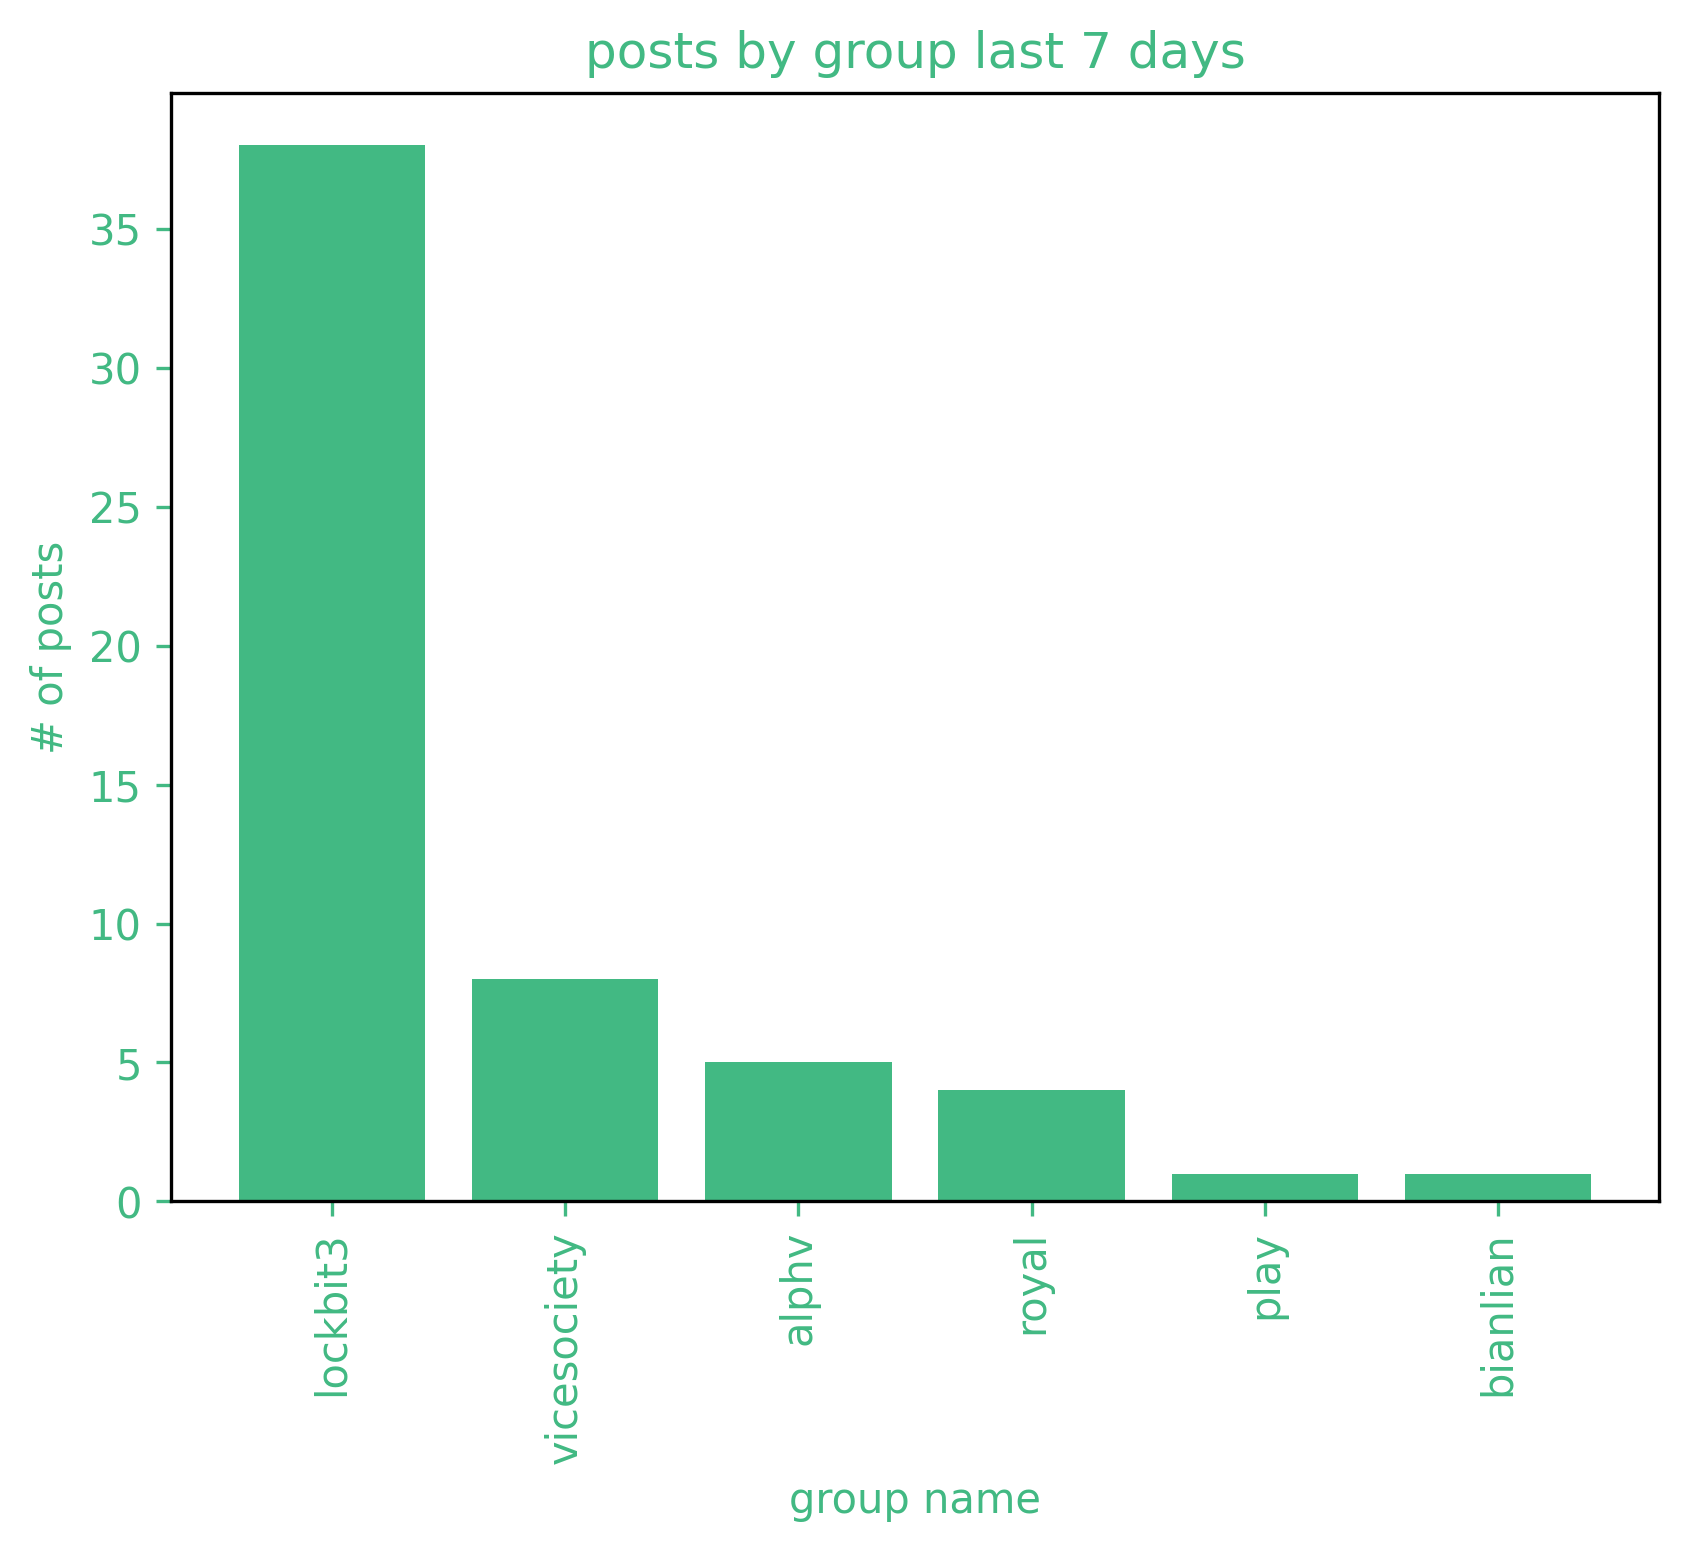 posts by group last 7 days
# of posts
35
30
25
20
15
10
5
0
lockbit3
vicesociety
alphv
royal
play
bianlian
group name